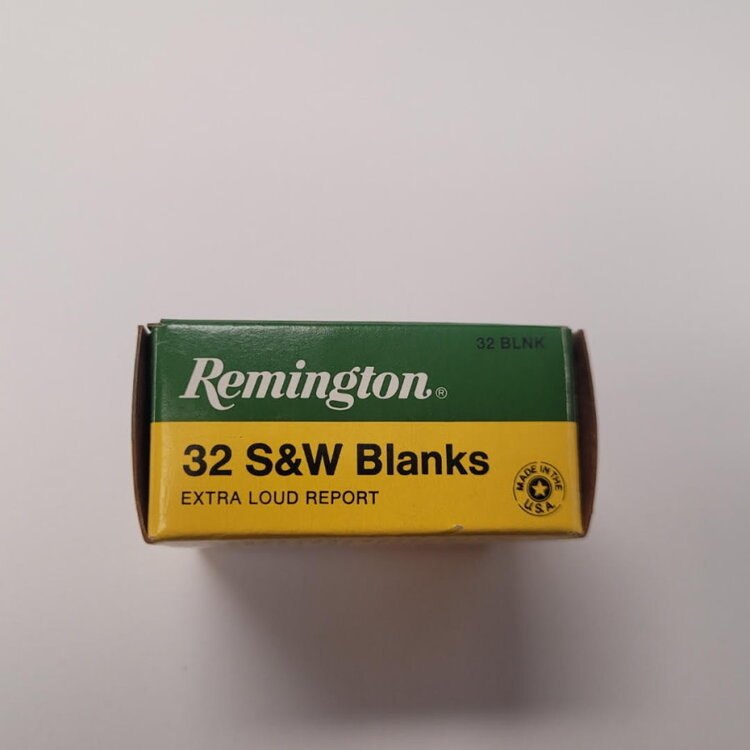 32 BLNK
Remington®
32 S&W Blanks
EXTRA LOUD REPORT
MADE IN THE
U.S.A.